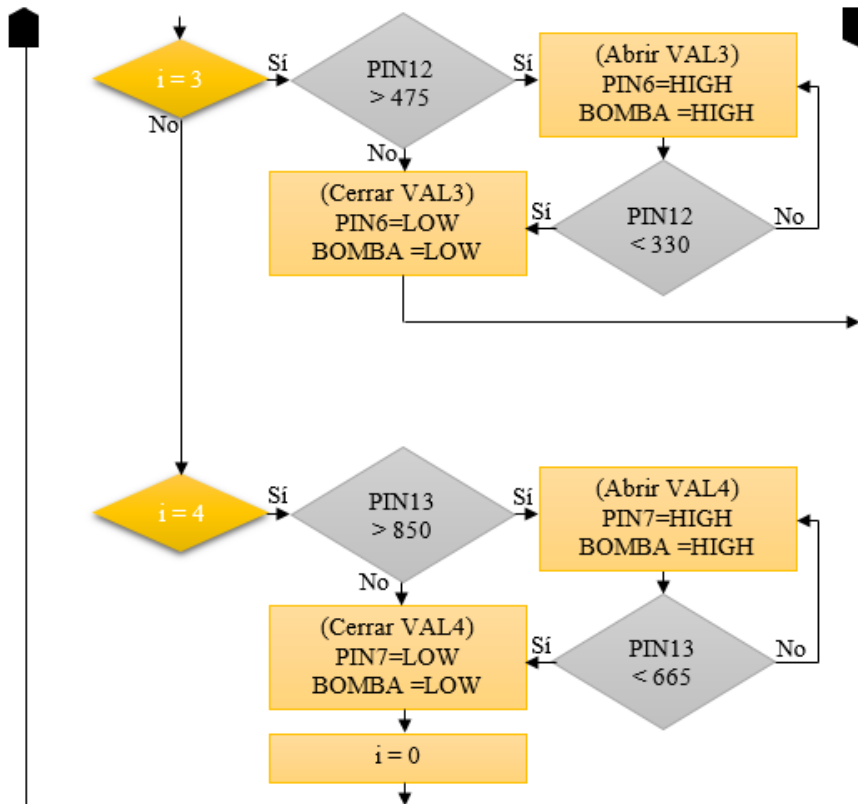 i = 3
Sí
No
PIN12
> 475
Sí
No
(Abrir VAL3)
PIN6=HIGH
BOMBA =HIGH
(Cerrar VAL3)
PIN6=LOW
BOMBA =LOW
Sí
PIN12
< 330
No
i = 4
Sí
PIN13
> 850
Sí
No
(Abrir VAL4)
PIN7=HIGH
BOMBA =HIGH
(Cerrar VAL4)
PIN7=LOW
BOMBA =LOW
Sí
PIN13
< 665
No
i = 0